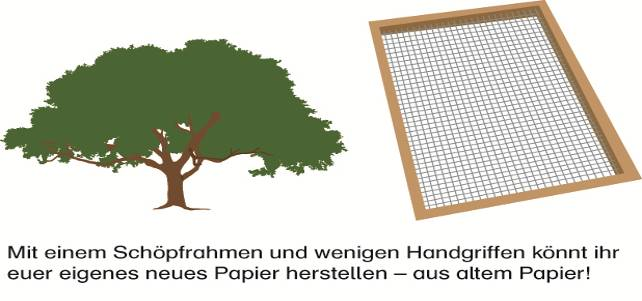 Mit einem Schöpfrahmen und wenigen Handgriffen könnt ihr
euer eigenes neues Papier herstellen – aus altem Papier!